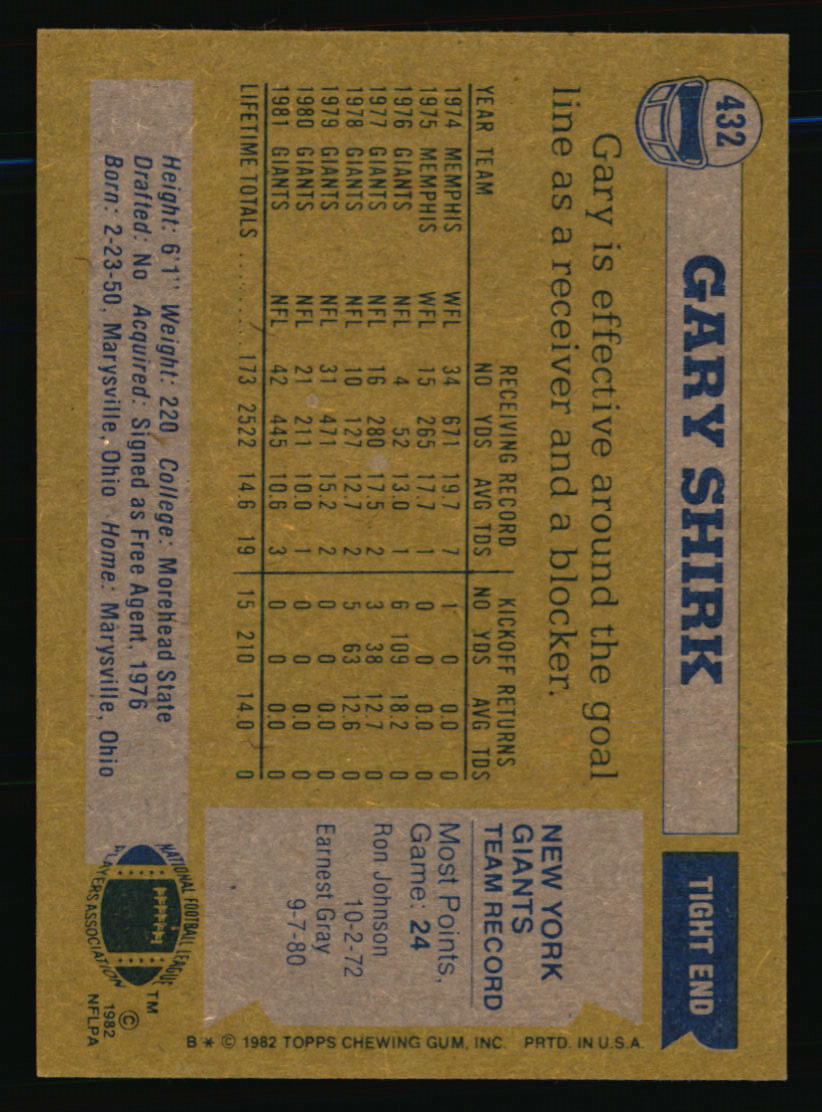 432
GARY SHIRK
TIGHT END
Gary is effective around the goal
line as a receiver and a blocker.
RECEIVING RECORD KICKOFF RETURNS
YEAR TEAM NO YDS AVG TDS NO YDS AVG TDS
1974 MEMPHIS WFL 34 671 19.7 7 1 0 0.0 0
1975 MEMPHIS WFL 15 265 17.7 1 0 0 0.0 0
1976 GIANTS NFL 4 52 13.0 1 6 109 18.2 0
1977 GIANTS NFL 16 280 17.5 2 3 38 12.7 0
1978 GIANTS NFL 10 127 12.7 2 5 63 12.6 0
1979 GIANTS NFL 31 471 15.2 2 0 0 0.0 0
1980 GIANTS NFL 21 211 10.0 1 0 0 0.0 0
1981 GIANTS NFL 42 445 10.6 3 0 0 0.0 0
LIFETIME TOTALS .......... 173 2522 14.6 19 15 210 14.0 0
NEW YORK
GIANTS
TEAM RECORD
Most Points,
Game: 24
Ron Johnson
10-2-72
Earnest Gray
9-7-80
Height: 6'1" Weight: 220 College: Morehead State
Drafted: No Acquired: Signed as Free Agent, 1976
Born: 2-23-50, Marysville, Ohio Home: Marysville, Ohio
NATIONAL FOOTBALL LEAGUE
PLAYERS ASSOCIATION
TM
©
1982
NFLPA
B * © 1982 TOPPS CHEWING GUM, INC. PRTD. IN U.S.A.